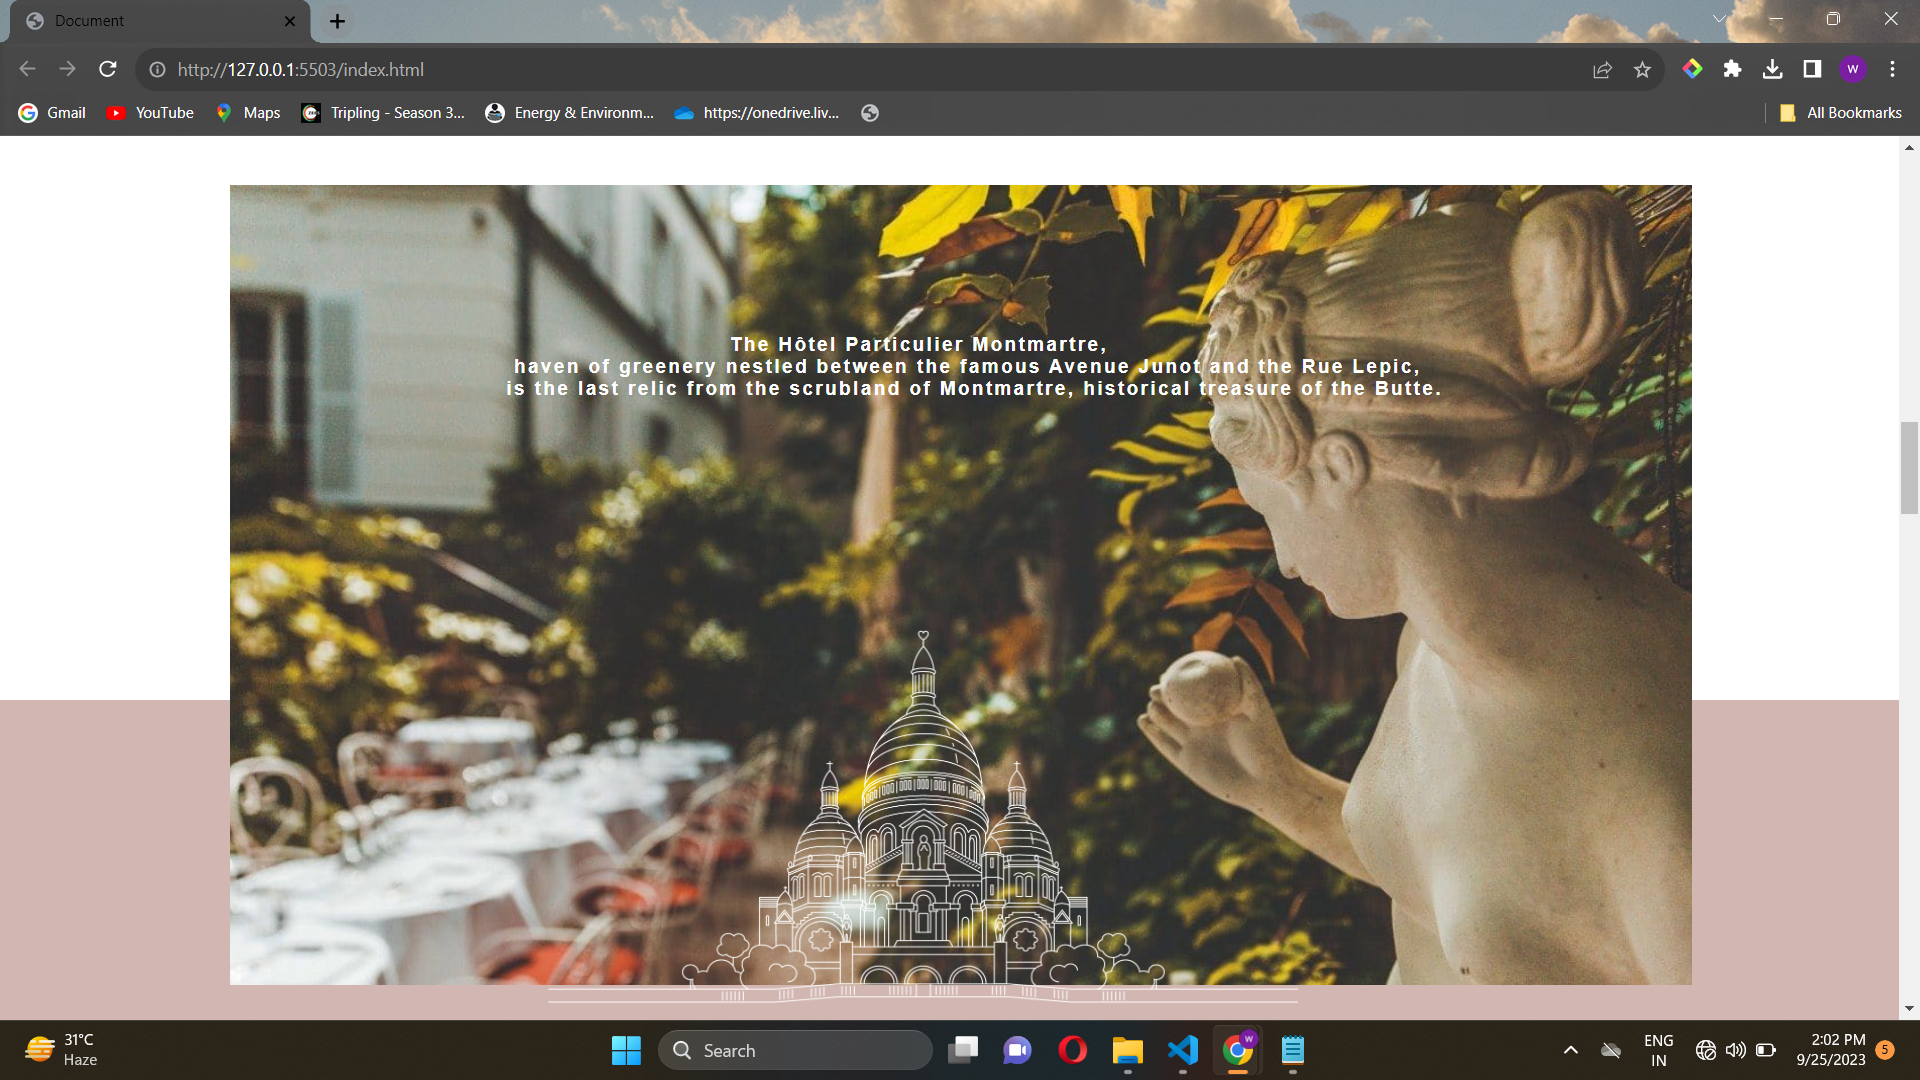 Document
http://127.0.0.1:5503/index.html
W
Gmail
YouTube
Maps
Tripling - Season 3...
Energy & Environm...
https://onedrive.liv...
All Bookmarks
The Hôtel Particulier Montmartre,
haven of greenery nestled between the famous Avenue Junot and the Rue Lepic,
is the last relic from the scrubland of Montmartre, historical treasure of the Butte.
31°C
Haze
Search
W
ENG
IN
2:02 PM
9/25/2023
5